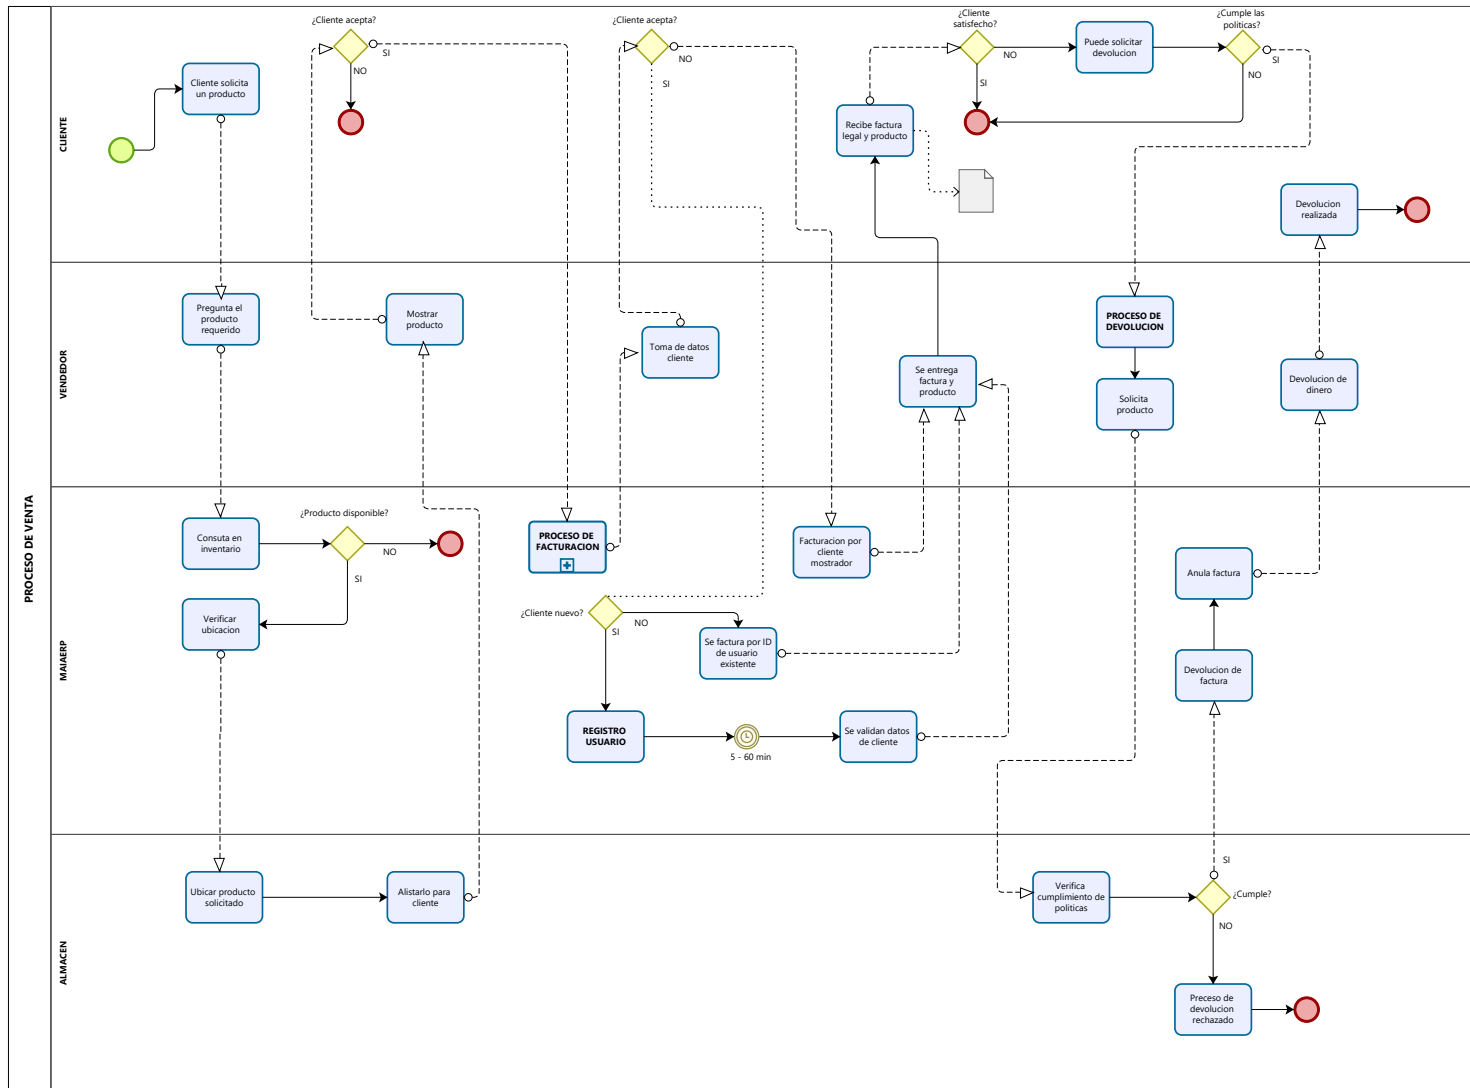 PROCESO DE VENTA
CLIENTE
¿Cliente acepta?
SI
NO
Cliente solicita
un producto
¿Cliente acepta?
NO
SI
¿Cliente
satisfecho?
NO
SI
Puede solicitar
devolucion
¿Cumple las
politicas?
SI
NO
Recibe factura
legal y producto
Devolucion
realizada
VENDEDOR
Pregunta el
producto
requerido
Mostrar
producto
Toma de datos
cliente
Se entrega
factura y
producto
PROCESO DE
DEVOLUCION
Solicita
producto
Devolucion de
dinero
MAIAERP
Consuta en
inventario
¿Producto disponible?
NO
SI
Verificar
ubicacion
PROCESO DE
FACTURACION
Facturacion por
cliente
mostrador
¿Cliente nuevo?
NO
SI
Se factura por ID
de usuario
existente
REGISTRO
USUARIO
5 - 60 min
Se validan datos
de cliente
Anula factura
Devolucion de
factura
ALMACEN
Ubicar producto
solicitado
Alistarlo para
cliente
Verifica
cumplimiento de
politicas
SI
¿Cumple?
NO
Preceso de
devolucion
rechazado